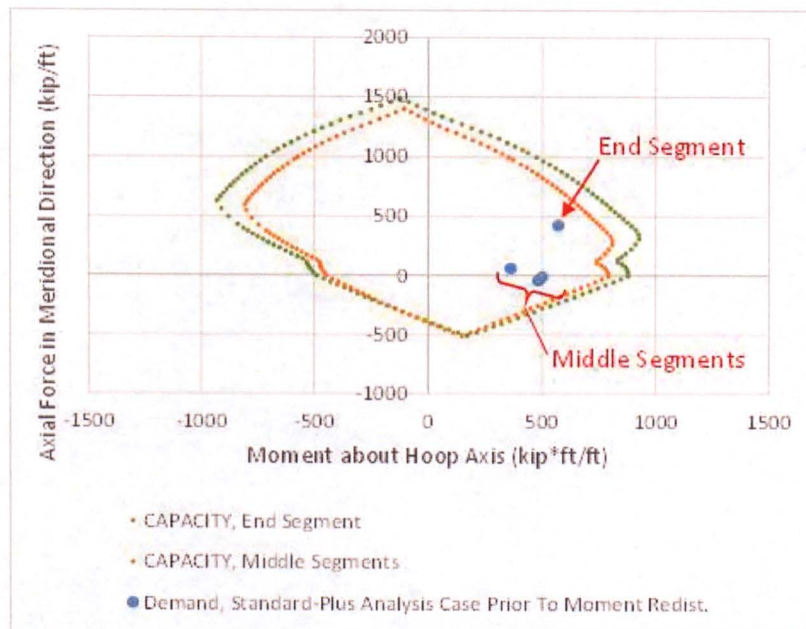 Axial Force in Meridional Direction (kip/ft)
2000
1500
1000
500
0
-500
-1000
-1500
-1000
-500
0
500
1000
1500
End Segment
Middle Segments
Moment about Hoop Axis (kip*ft/ft)
CAPACITY, End Segment
CAPACITY, Middle Segments
Demand, Standard-Plus Analysis Case Prior To Moment Redist.